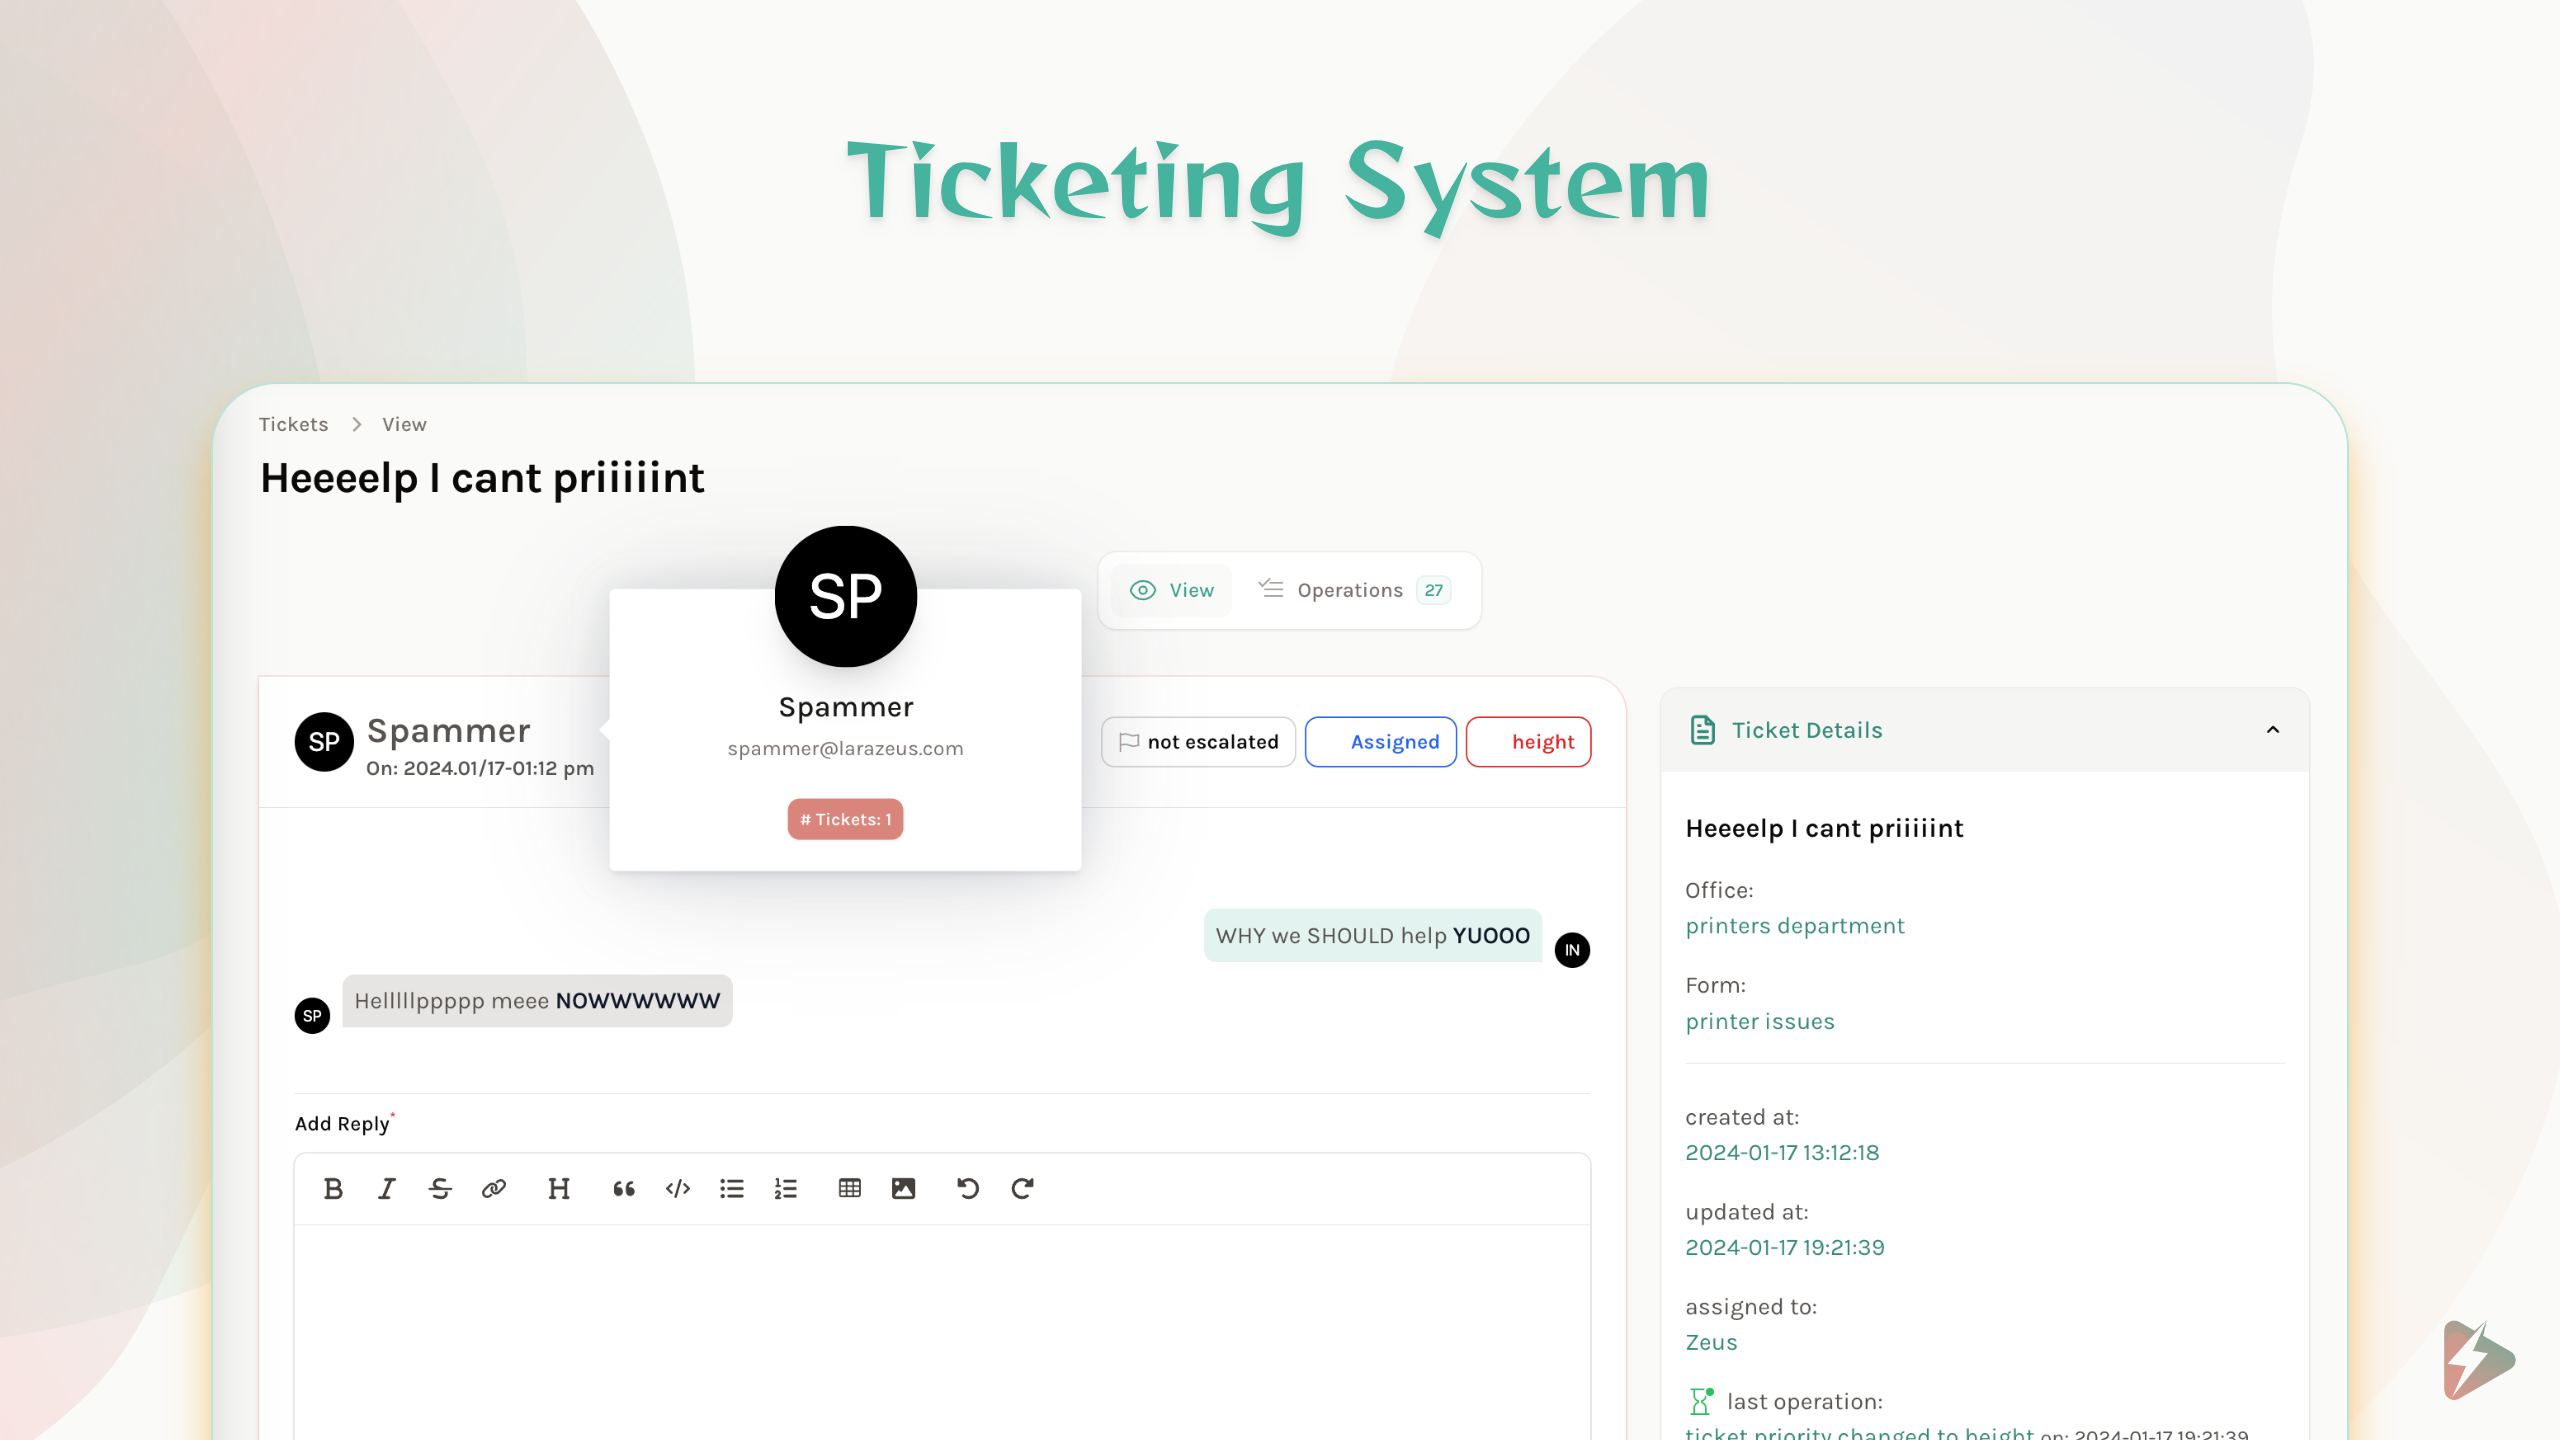 Ticketing System
Tickets > View
Heeeelp I cant priiiiint
View
Operations 27
SP
Spammer
spammer@larazeus.com
# Tickets: 1
SP
Spammer
On: 2024.01/17-01:12 pm
not escalated
Assigned
height
WHY we SHOULD help YUOOO
IN
SP
Helllllppppp meee NOWWWWWW
Add Reply*
Ticket Details
Heeeelp I cant priiiiint
Office:
printers department
Form:
printer issues
created at:
2024-01-17 13:12:18
updated at:
2024-01-17 19:21:39
assigned to:
Zeus
last operation:
ticket priority changed to height on: 2024-01-17 19:21:39